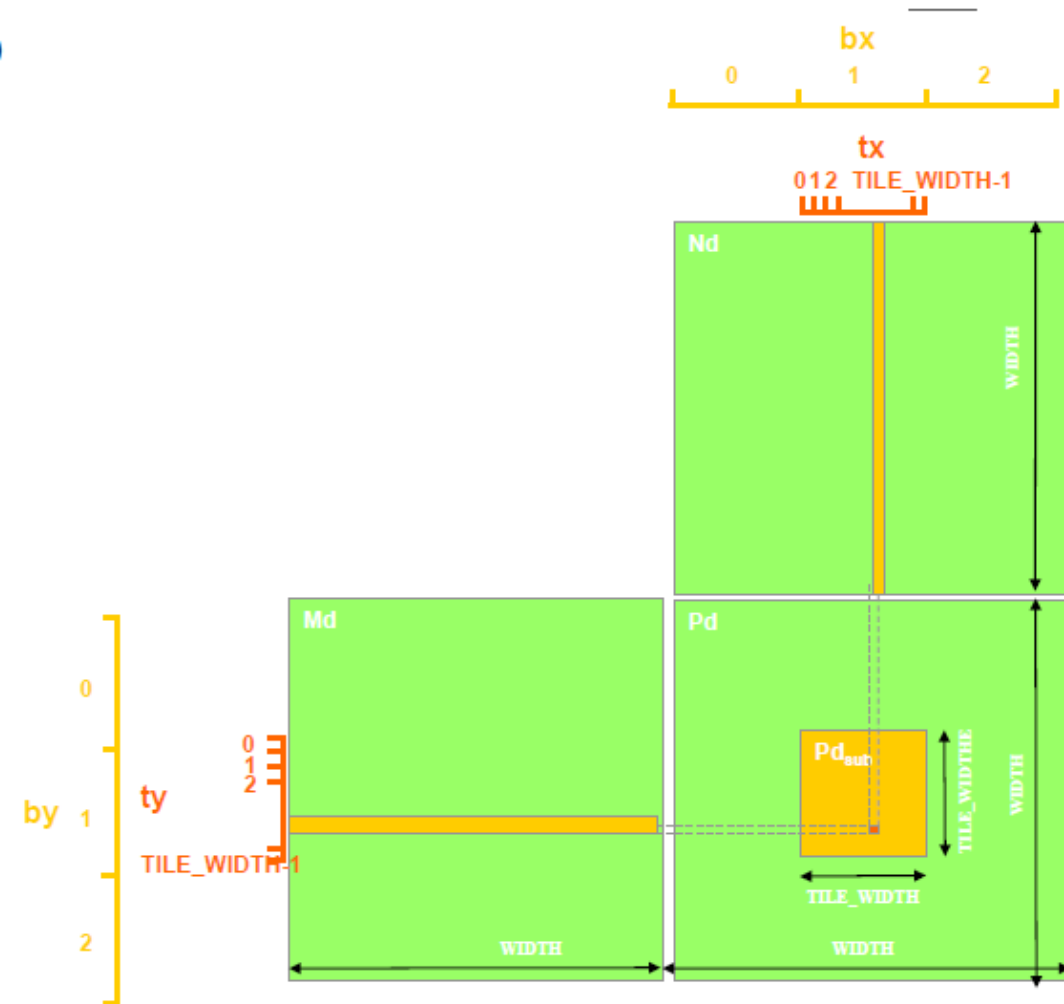 bx
0 1 2
tx
012 TILE_WIDTH-1
Nd
WIDTH
Md
Pd
0
0
1
2
Pd_sub
TILE_WIDTHE
WIDTH
ty
by 1
TILE_WIDTH-1
TILE_WIDTH
2
WIDTH
WIDTH